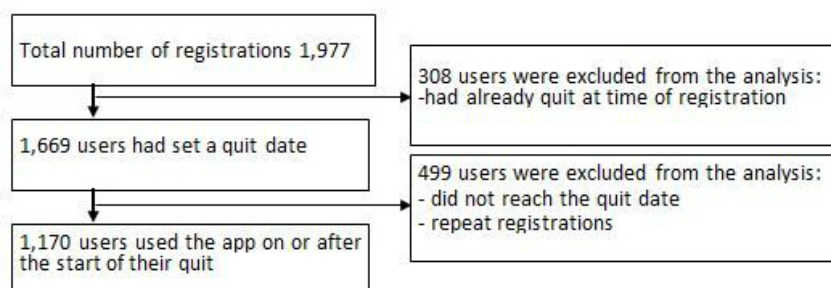 Total number of registrations 1,977
308 users were excluded from the analysis:
-had already quit at time of registration
1,669 users had set a quit date
499 users were excluded from the analysis:
- did not reach the quit date
- repeat registrations
1,170 users used the app on or after
the start of their quit